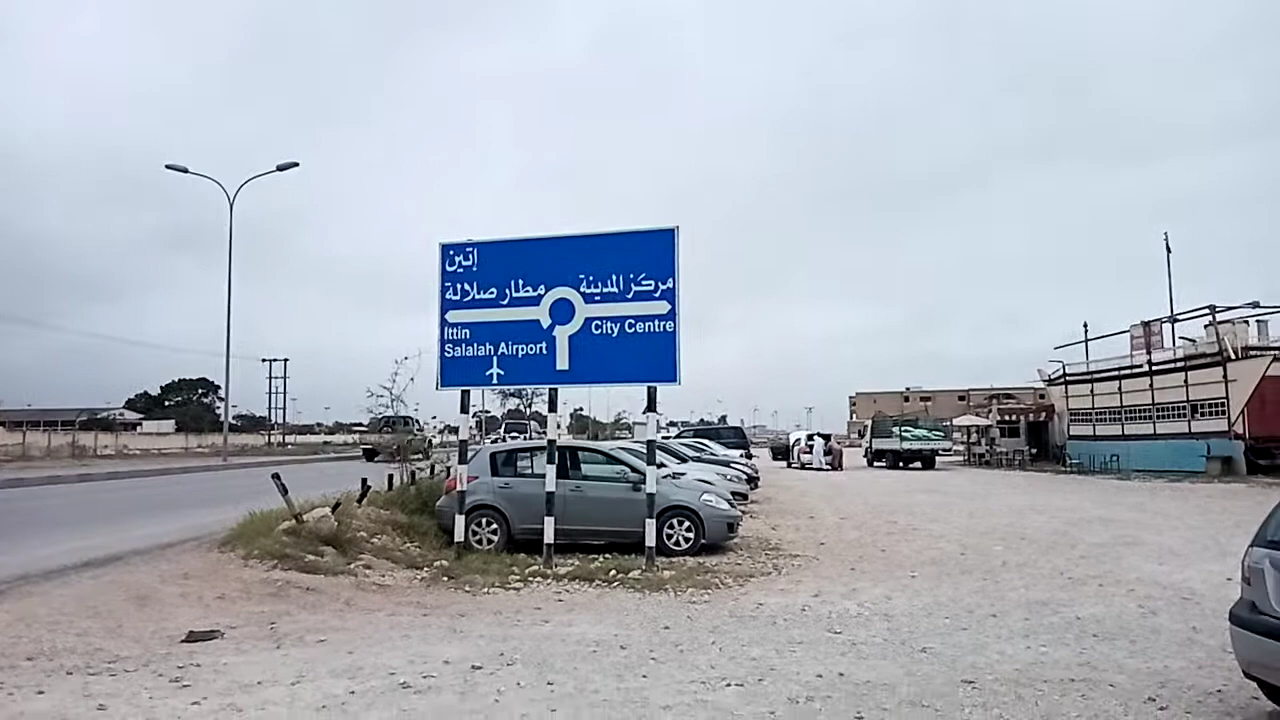 إتين
مطار صلالة
مركز المدينة
Ittin
Salalah Airport
City Centre